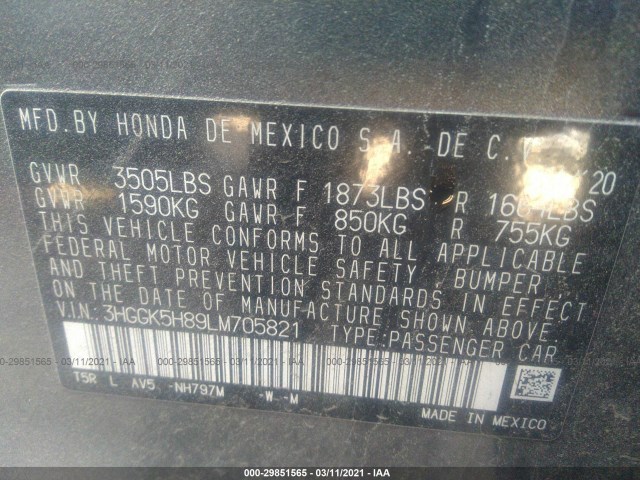 MFD.BY HONDA DE MEXICO S.A. DE C.
20
GVWR 3505LBS GAWR F 1873LBS R
GVWR 1590KG GAWR F 850KG R 755KG
THIS VEHICLE CONFORMS TO ALL APPLICABLE
FEDERAL MOTOR VEHICLE SAFETY, BUMPER
AND THEFT PREVENTION STANDARDS IN EFFECT
ON THE DATE OF MANUFACTURE SHOWN ABOVE.
V.I.N: 3HGGK5H89LM705821 TYPE:PASSENGER CAR
T5R L AV5 -NH797M -W--M
MADE IN MEXICO
000-29851565 | 03/11/2021 - IAA